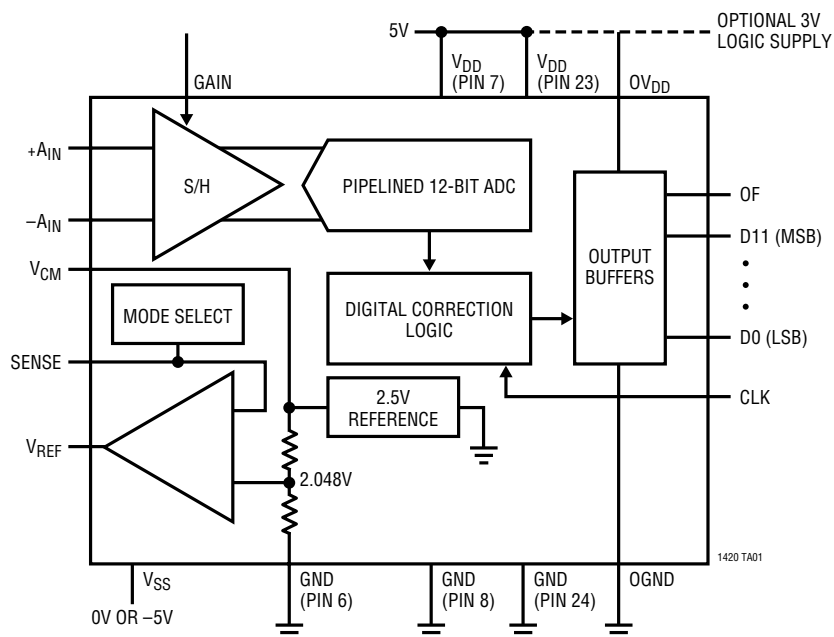 5V
OPTIONAL 3V
LOGIC SUPPLY
GAIN
VDD
(PIN 7)
VDD
(PIN 23)
OVDD
+AIN
–AIN
S/H
PIPELINED 12-BIT ADC
OUTPUT
BUFFERS
OF
D11 (MSB)
D0 (LSB)
VCM
MODE SELECT
DIGITAL CORRECTION
LOGIC
SENSE
CLK
2.5V
REFERENCE
VREF
2.048V
1420 TA01
VSS
0V OR –5V
GND
(PIN 6)
GND
(PIN 8)
GND
(PIN 24)
OGND